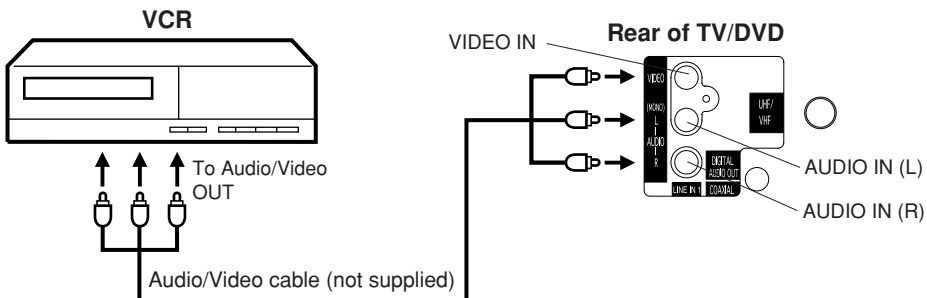 VCR
To Audio/Video
OUT
Audio/Video cable (not supplied)
VIDEO IN
Rear of TV/DVD
VIDEO
(MONO)
L
AUDIO
R
UHF/
VHF
DIGITAL
AUDIO OUT
LINE IN 1
COAXIAL
AUDIO IN (L)
AUDIO IN (R)